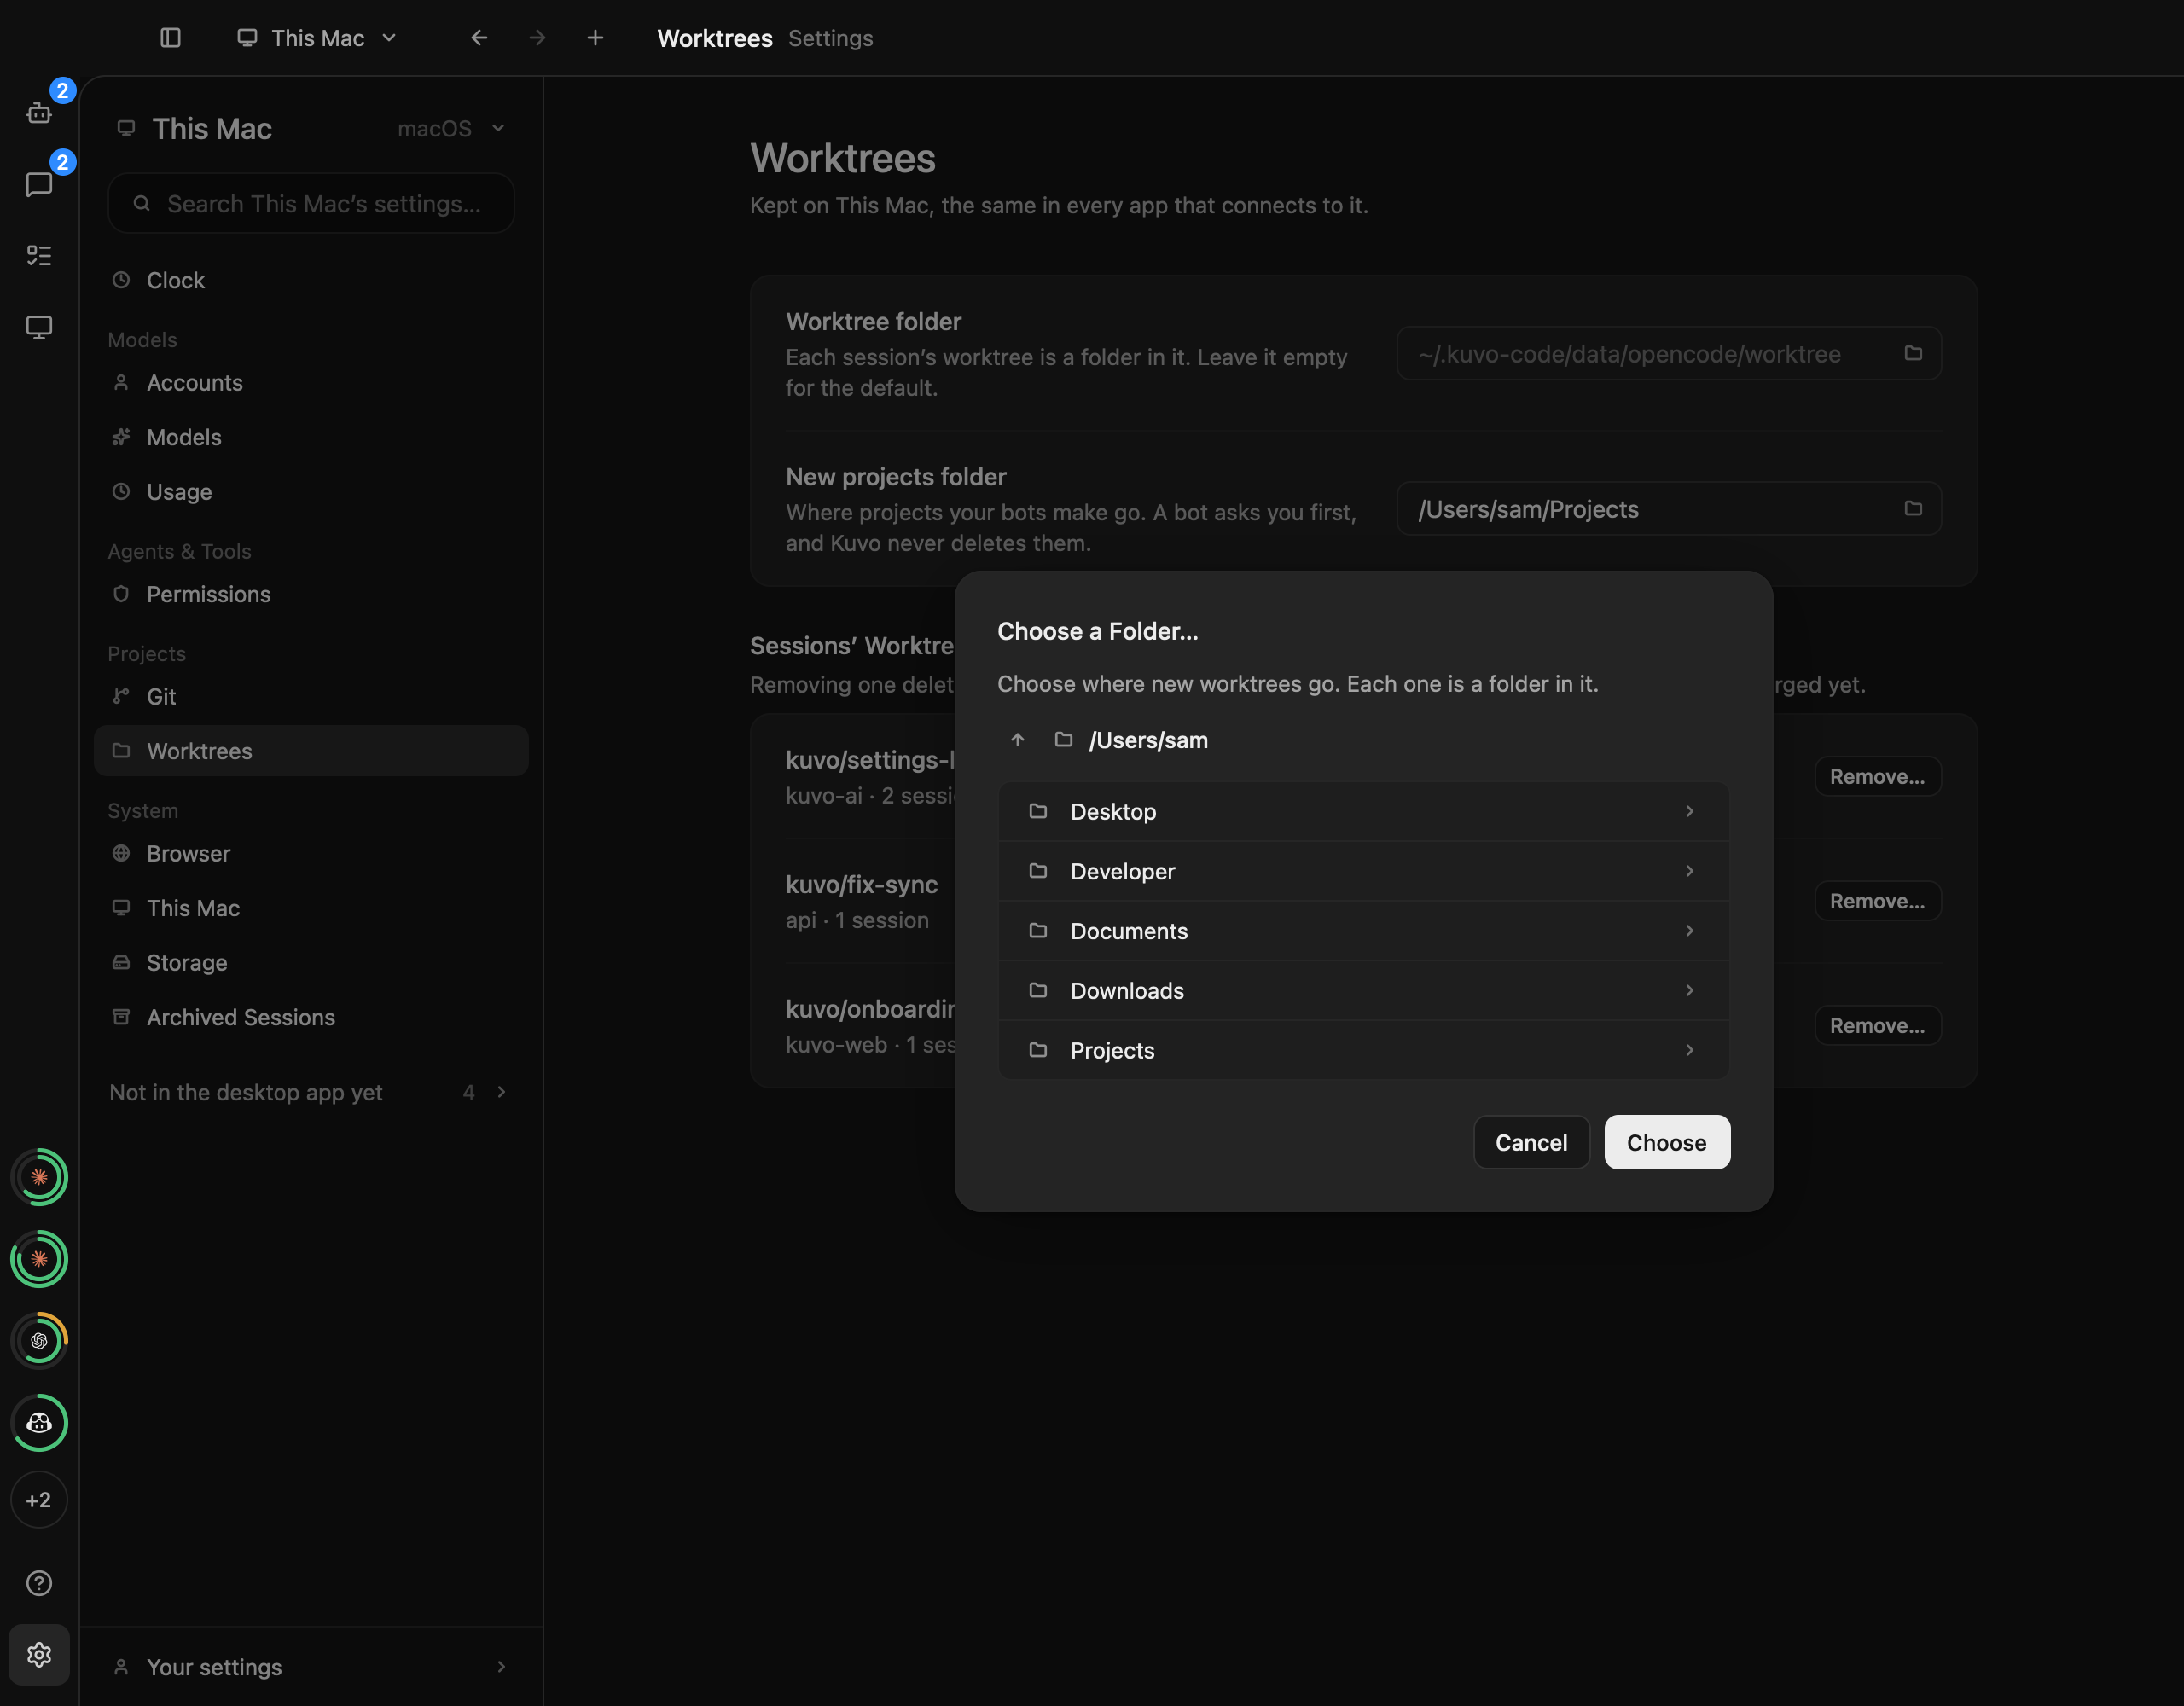 This Mac
Worktrees Settings
2
2
This Mac macOS
Search This Mac’s settings...
Clock
Models
Accounts
Models
Usage
Agents & Tools
Permissions
Projects
Git
Worktrees
System
Browser
This Mac
Storage
Archived Sessions
Not in the desktop app yet 4
+2
Your settings
Worktrees
Kept on This Mac, the same in every app that connects to it.
Worktree folder
Each session’s worktree is a folder in it. Leave it empty
for the default.
~/.kuvo-code/data/opencode/worktree
New projects folder
Where projects your bots make go. A bot asks you first,
and Kuvo never deletes them.
/Users/sam/Projects
Sessions’ Worktre
Removing one delet
rged yet.
kuvo/settings-
kuvo-ai · 2 sessi
Remove...
kuvo/fix-sync
api · 1 session
Remove...
kuvo/onboardin
kuvo-web · 1 ses
Remove...
Choose a Folder...
Choose where new worktrees go. Each one is a folder in it.
/Users/sam
Desktop
Developer
Documents
Downloads
Projects
Cancel
Choose